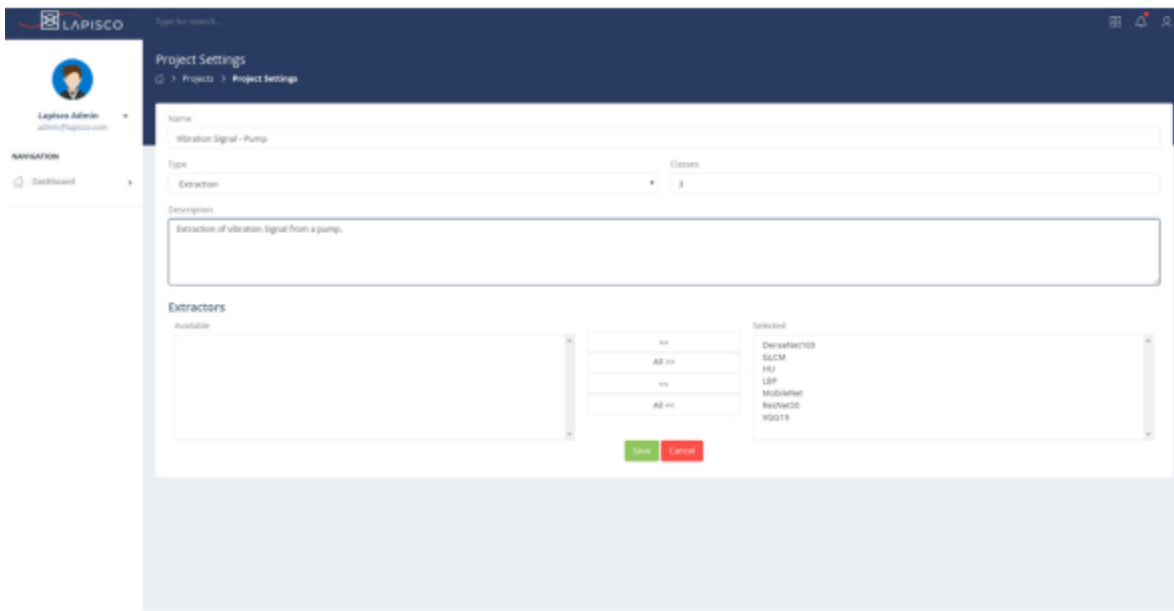 LAPISCO
Type for search...
Project Settings
> Projects > Project Settings
Lapisco Admin
admin@lapisco.com
NAVIGATION
Dashboard
Name
Vibration Signal - Pump
Type
Classes
Extraction
3
Description
Extraction of vibration Signal from a pump.
Extractors
Available
Selected
>>
All >>
<<
All <<
GLCM
HU
LBP
MobileNet
ResNet50
VGG19
Save
Cancel